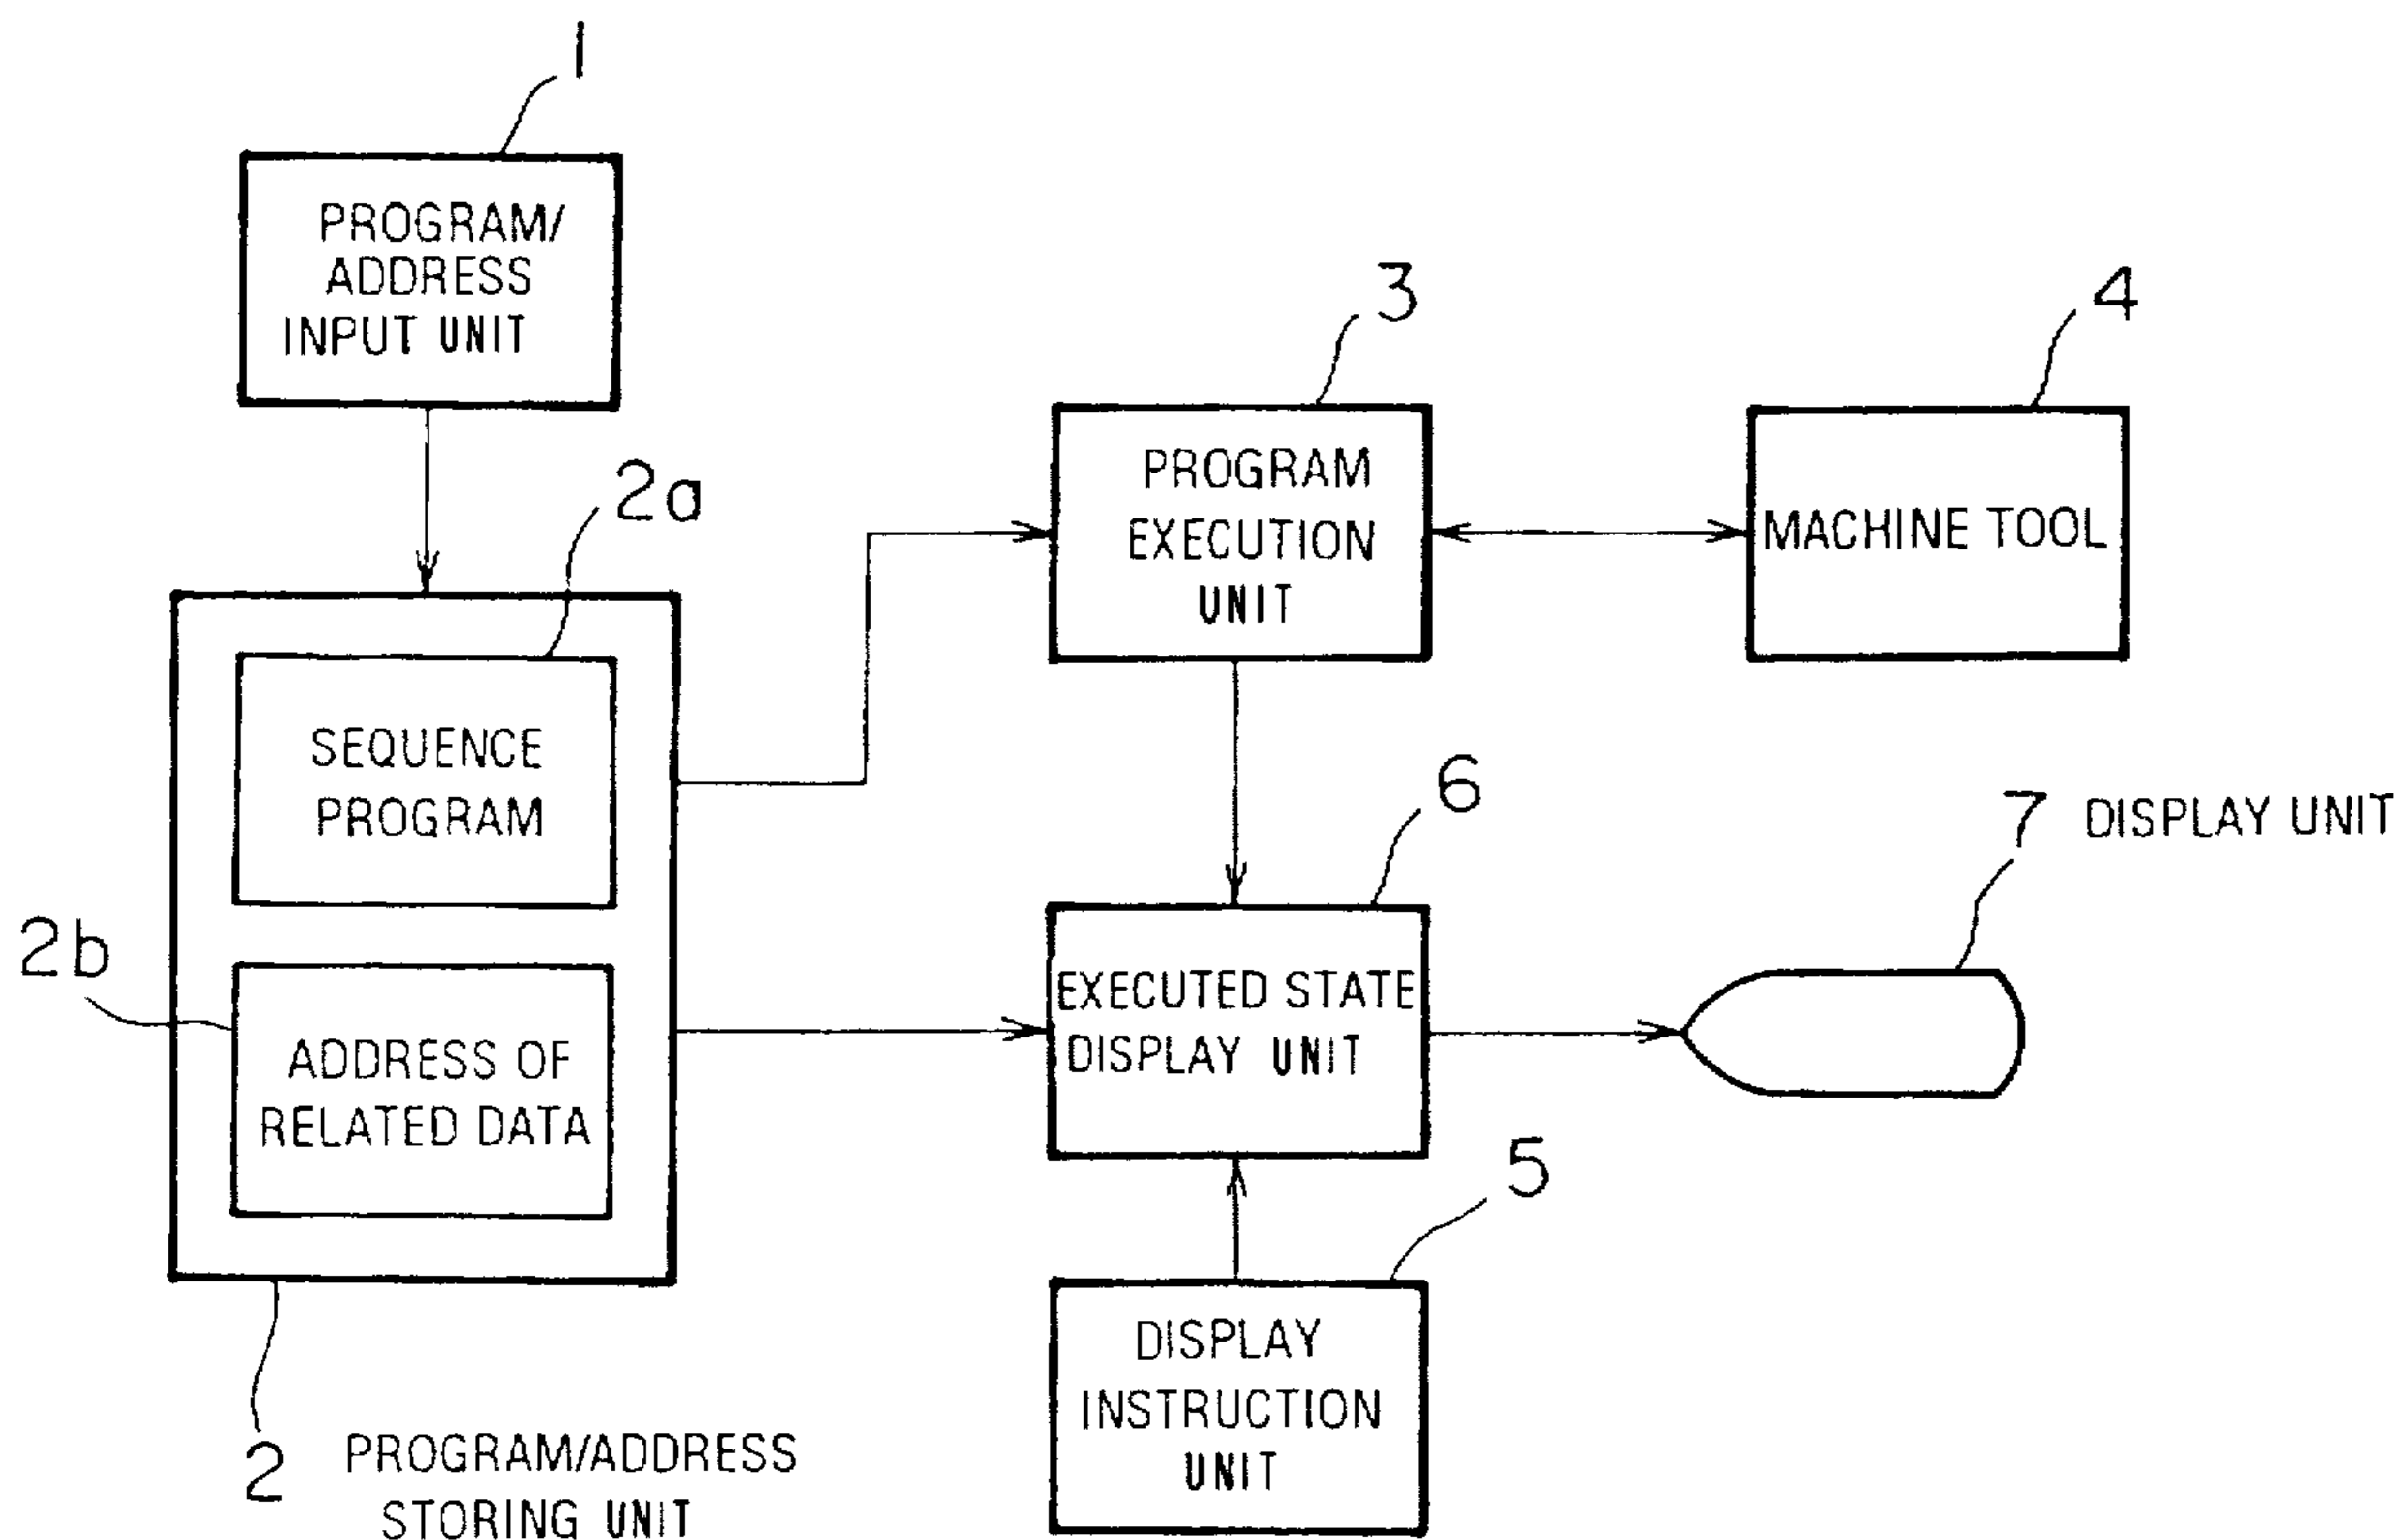 1
PROGRAM/
ADDRESS
INPUT UNIT
2a
SEQUENCE
PROGRAM
2b
ADDRESS OF
RELATED DATA
2 PROGRAM/ADDRESS
STORING UNIT
3
PROGRAM
EXECUTION
UNIT
4
MACHINE TOOL
6
EXECUTED STATE
DISPLAY UNIT
7 DISPLAY UNIT
5
DISPLAY
INSTRUCTION
UNIT